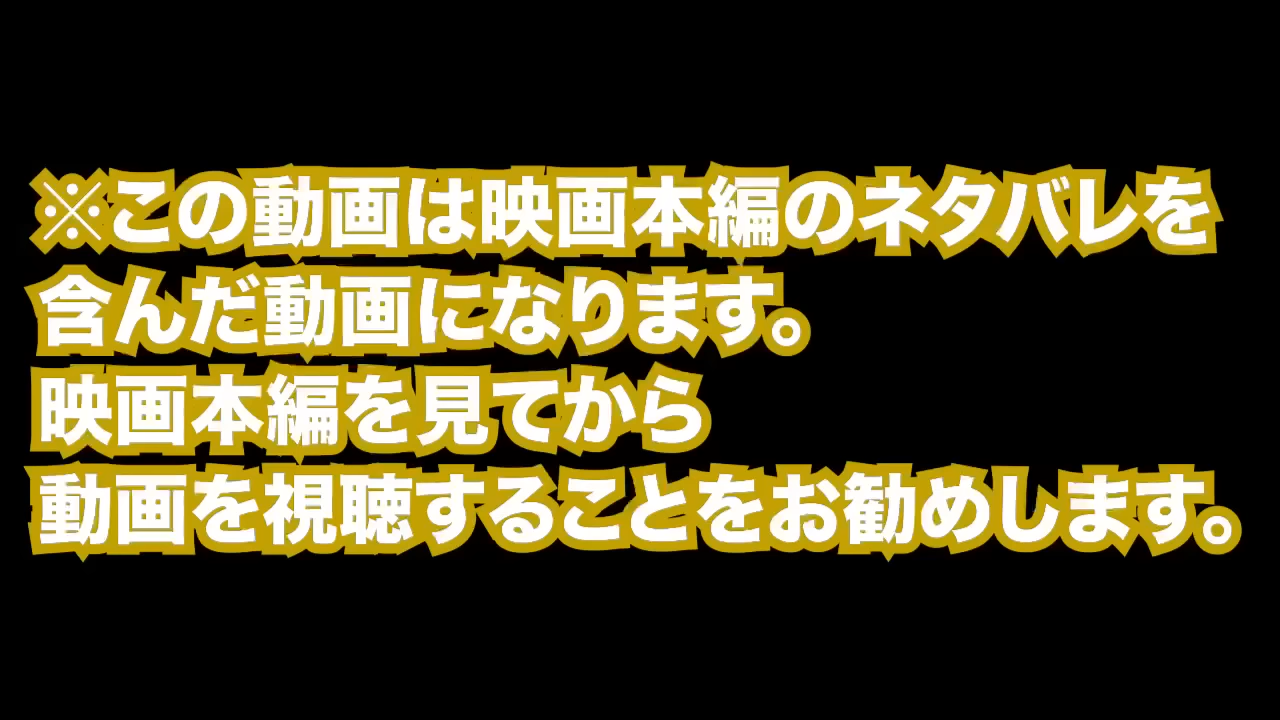 ※この動画は映画本編のネタバレを
含んだ動画になります。
映画本編を見てから
動画を視聴することをお勧めします。